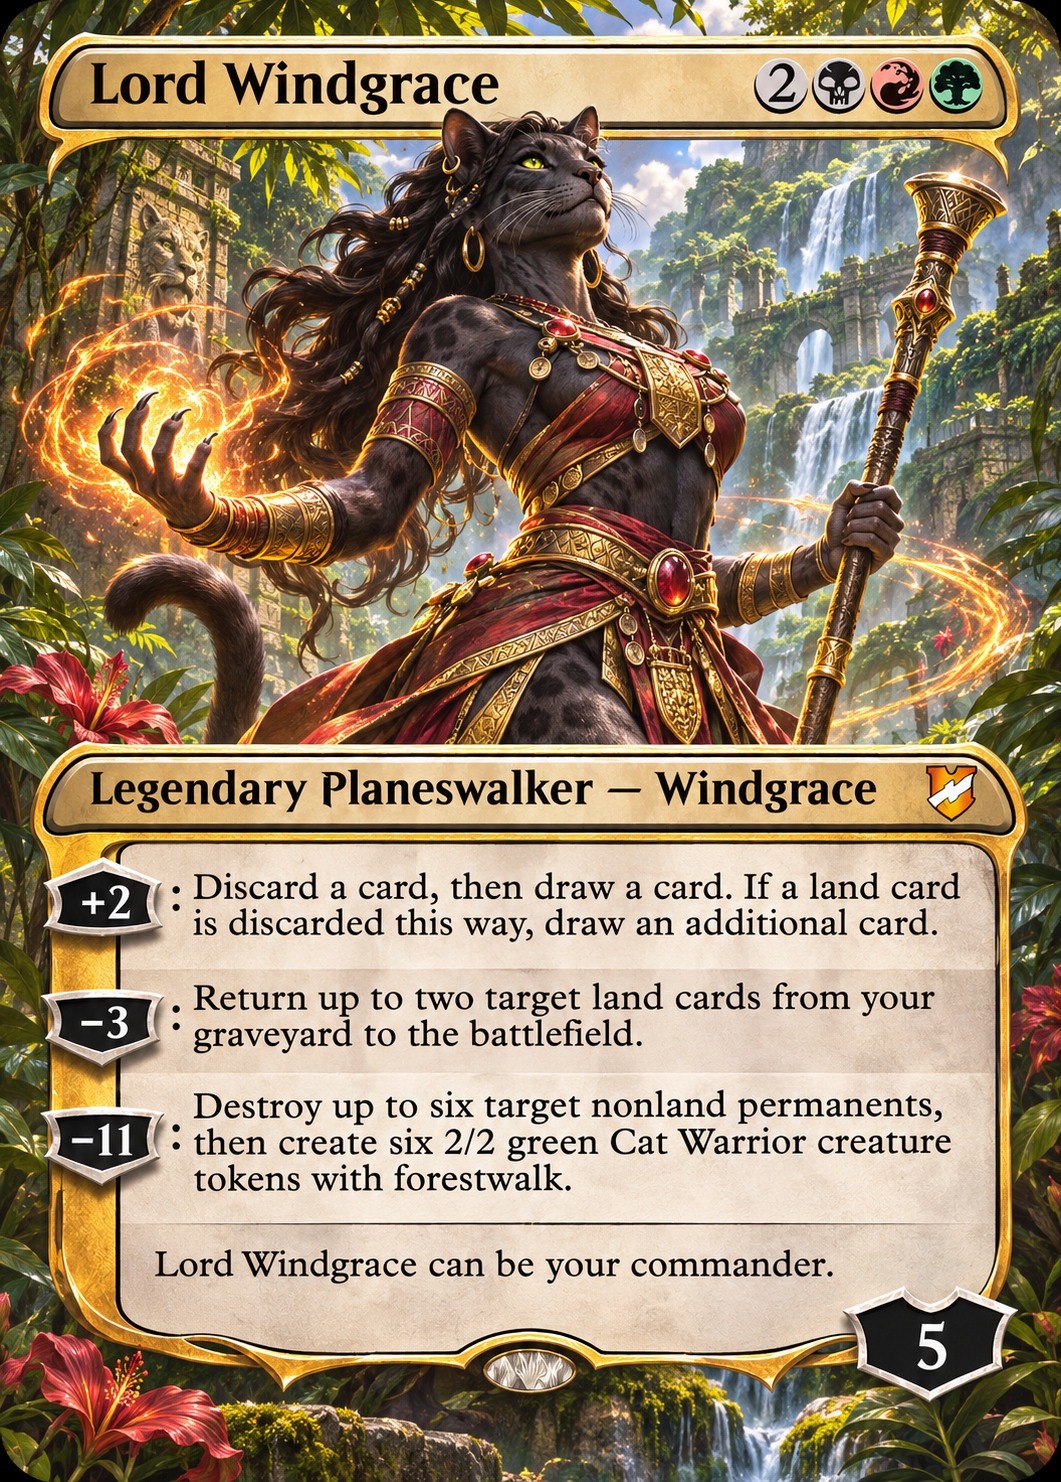 Lord Windgrace 2
Legendary Planeswalker — Windgrace
+2: Discard a card, then draw a card. If a land card
is discarded this way, draw an additional card.
−3: Return up to two target land cards from your
graveyard to the battlefield.
Destroy up to six target nonland permanents,
−11: then create six 2/2 green Cat Warrior creature
tokens with forestwalk.
Lord Windgrace can be your commander.
5